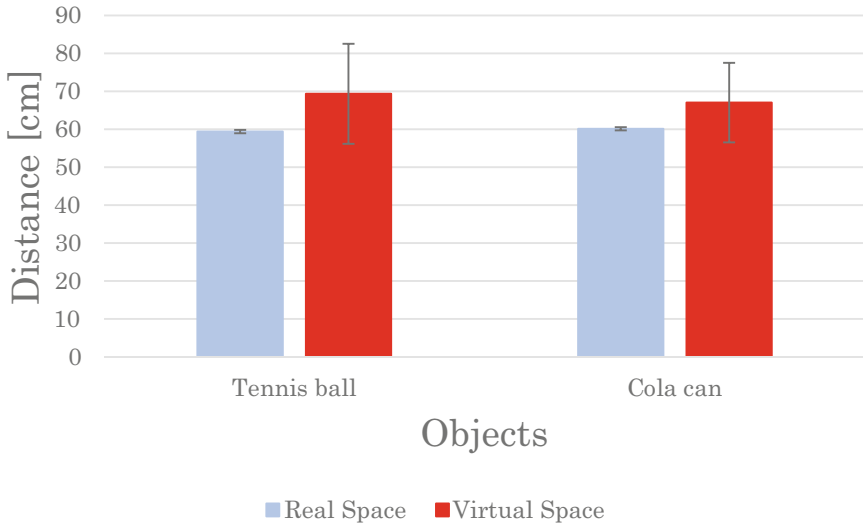 90
80
70
60
50
40
30
20
10
0
Distance [cm]
Tennis ball
Cola can
Objects
Real Space
Virtual Space